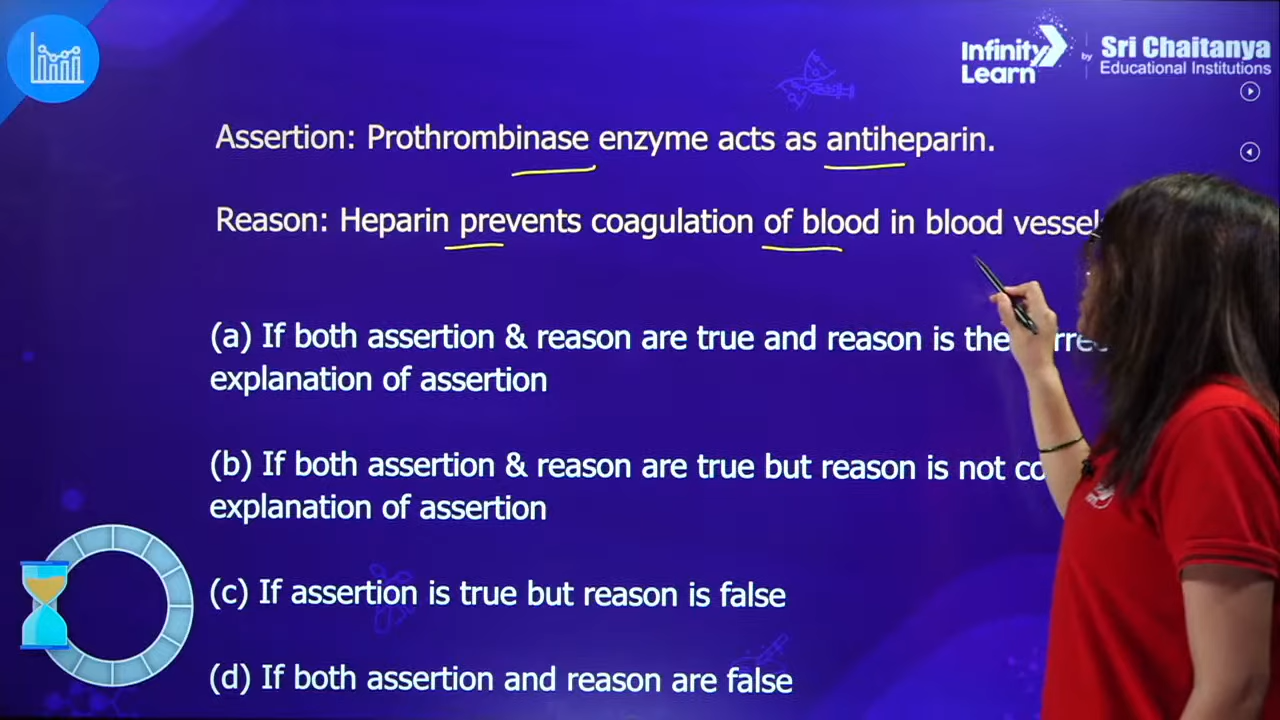 Infinity Learn by Sri Chaitanya Educational Institutions
Assertion: Prothrombinase enzyme acts as antiheparin.
Reason: Heparin prevents coagulation of blood in blood
(a) If both assertion & reason are true and reason is the
explanation of assertion
(b) If both assertion & reason are true but reason is not
explanation of assertion
(c) If assertion is true but reason is false
(d) If both assertion and reason are false